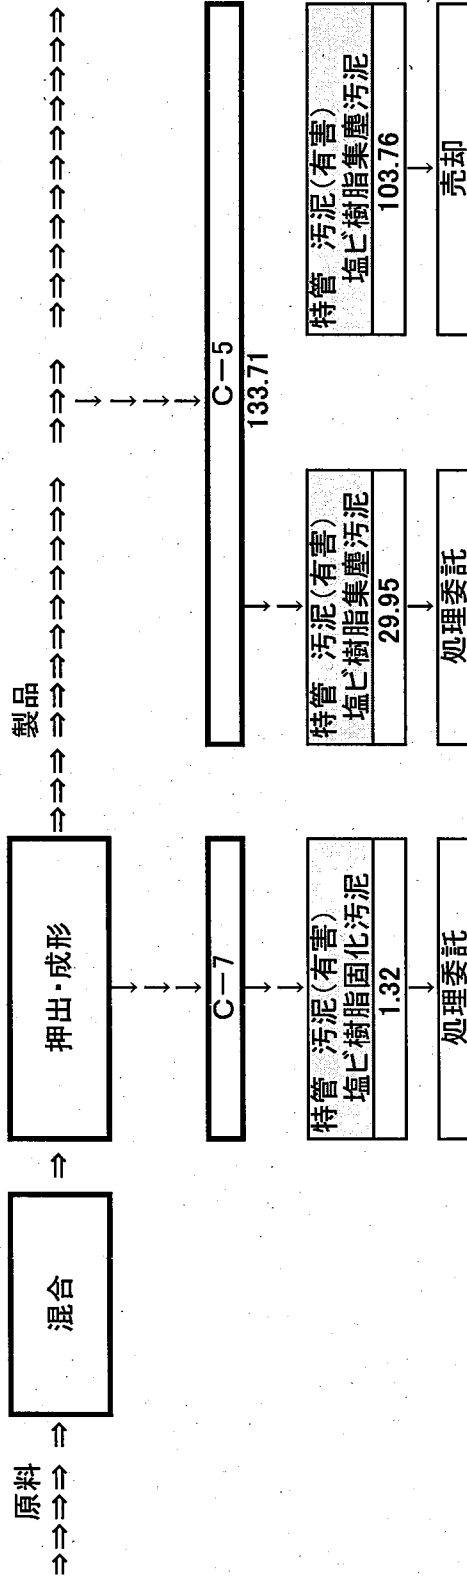 原料
⇒⇒⇒⇒ ⇒
混合
⇒
押出・成形
製品
⇒⇒⇒ ⇒⇒⇒⇒⇒⇒⇒⇒⇒ ⇒⇒⇒ ⇒⇒⇒⇒⇒⇒⇒⇒⇒⇒⇒
C－7
特管 汚泥(有害)
塩ビ樹脂固化汚泥
1.32
処理委託
C－5
133.71
特管 汚泥(有害)
塩ビ樹脂集塵汚泥
29.95
処理委託
特管 汚泥(有害)
塩ビ樹脂集塵汚泥
103.76
売却